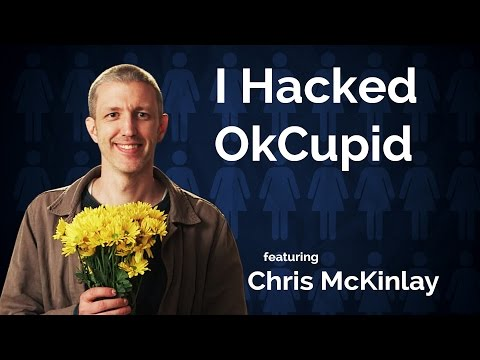 I Hacked
OkCupid
featuring
Chris McKinlay